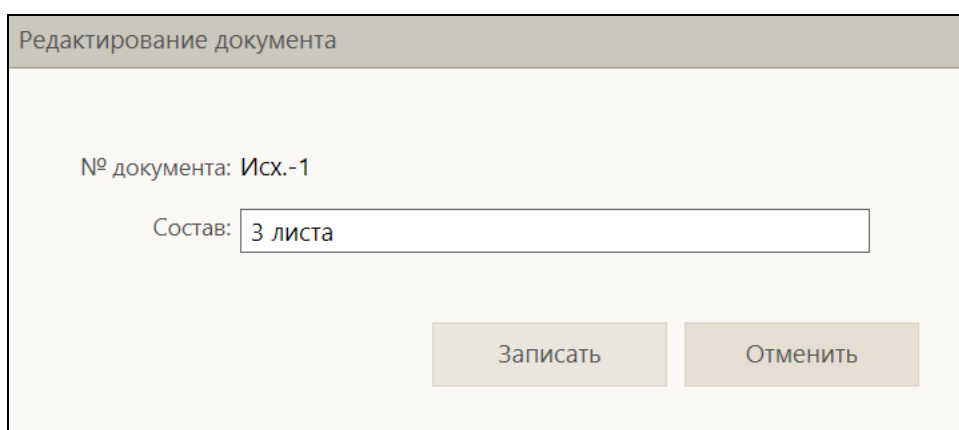 Редактирование документа
№ документа: Исх.-1
Состав: 3 листа
Записать Отменить